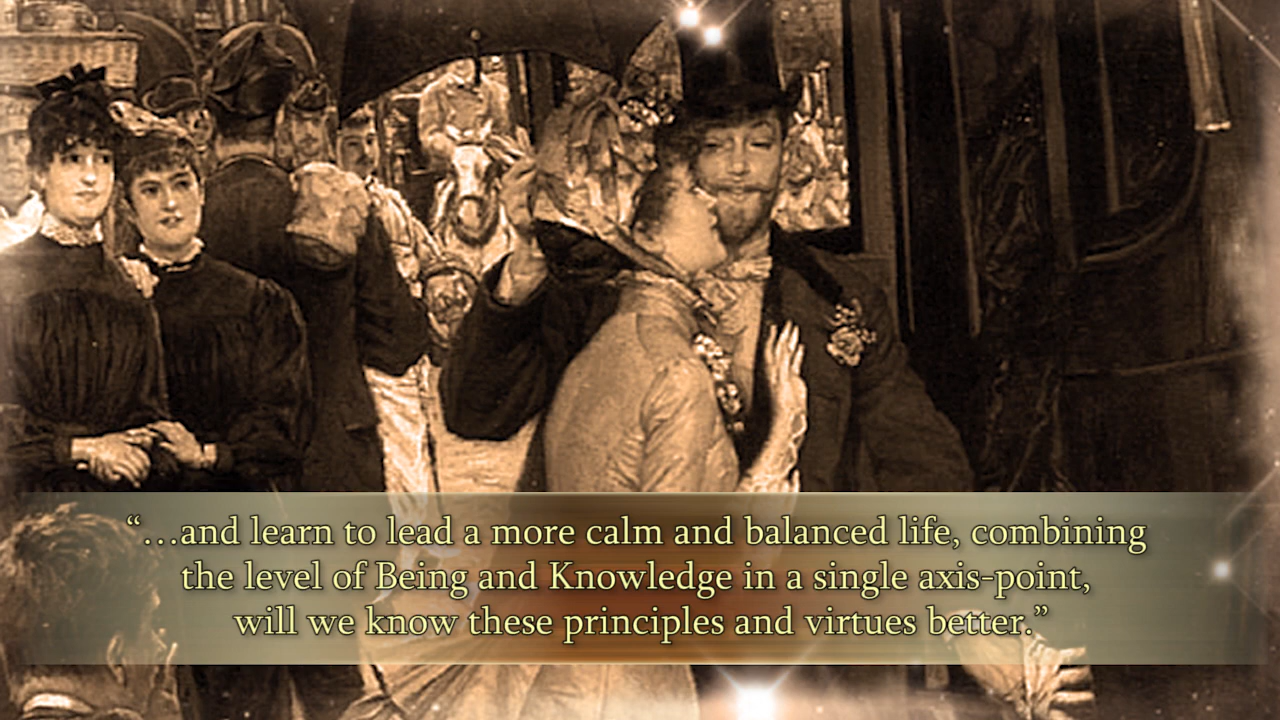 “…and learn to lead a more calm and balanced life, combining
the level of Being and Knowledge in a single axis-point,
will we know these principles and virtues better.”